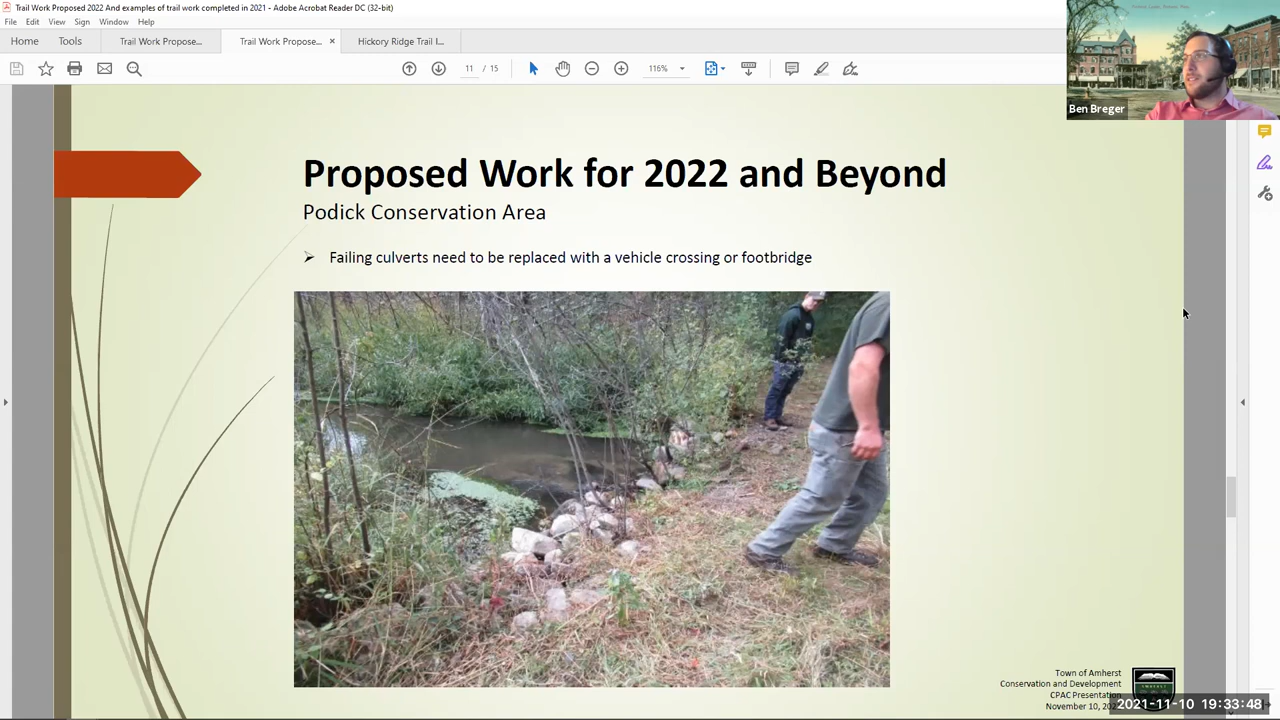 Trail Work Proposed 2022 And examples of trail work completed in 2021 - Adobe Acrobat Reader DC (32-bit)
File Edit View Sign Window Help
Home Tools Trail Work Propose... Trail Work Propose... × Hickory Ridge Trail I...
11 / 15 116%
Ben Breger
Proposed Work for 2022 and Beyond
Podick Conservation Area
Failing culverts need to be replaced with a vehicle crossing or footbridge
Town of Amherst
Conservation and Development
CPAC Presentation
November 10,
2021-11-10 19:33:48